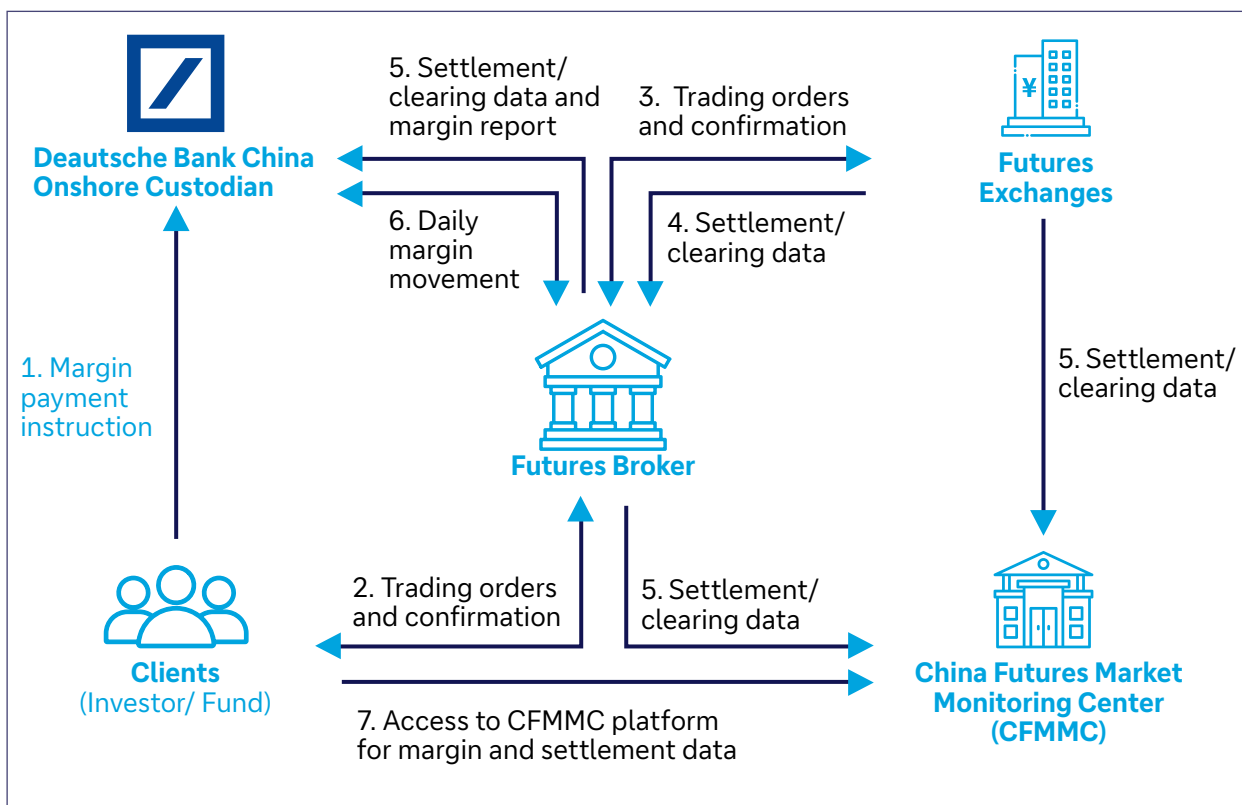 5. Settlement/
clearing data and
margin report
3. Trading orders
and confirmation
¥
Deautsche Bank China
Onshore Custodian
Futures
Exchanges
6. Daily
margin
movement
4. Settlement/
clearing data
1. Margin
payment
instruction
5. Settlement/
clearing data
Futures Broker
2. Trading orders
and confirmation
5. Settlement/
clearing data
Clients
(Investor/ Fund)
China Futures Market
Monitoring Center
(CFMMC)
7. Access to CFMMC platform
for margin and settlement data